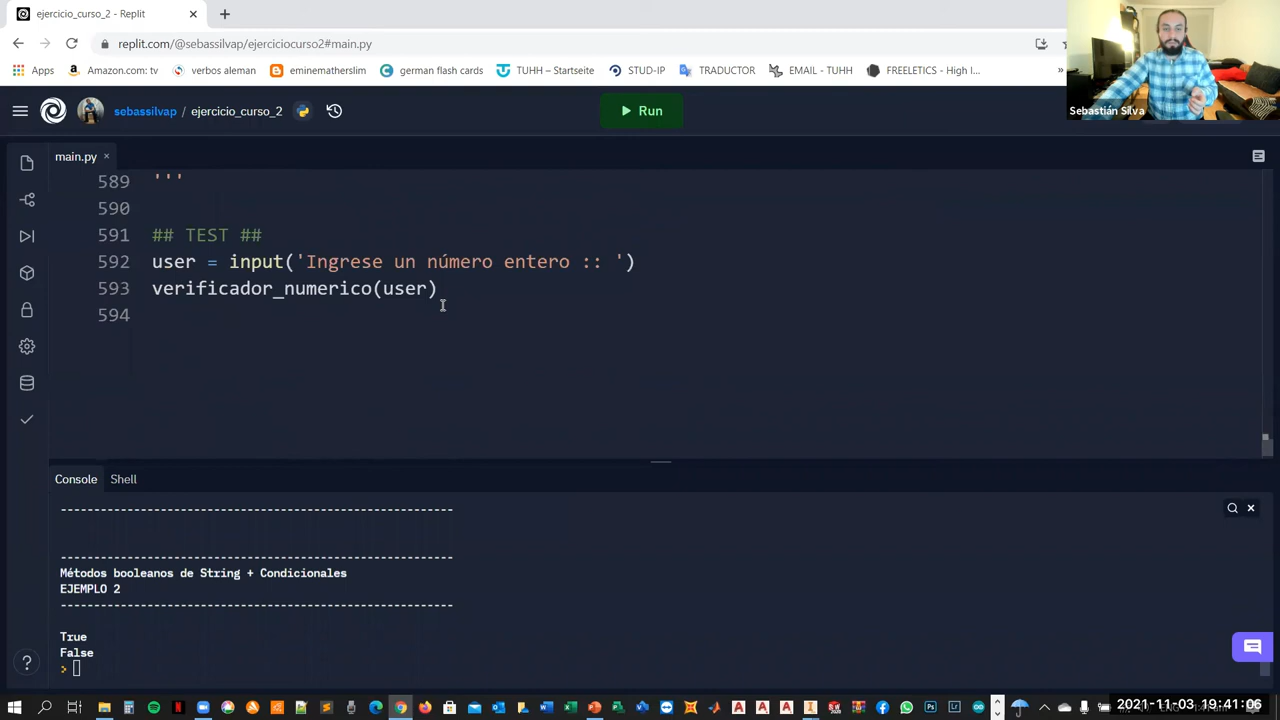 ejercicio_curso_2 - Replit
replit.com/@sebassilvap/ejerciciocurso2#main.py
Apps
Amazon.com: tv
verbos aleman
eminematherslim
german flash cards
TUHH – Startseite
STUD-IP
TRADUCTOR
EMAIL - TUHH
FREELETICS - High I...
»
Sebastián Silva
sebassilvap / ejercicio_curso_2
Run
main.py
589 '''
590
591 ## TEST ##
592 user = input('Ingrese un número entero :: ')
593 verificador_numerico(user)
594
Console
Shell
-------------------------------------------------------
-------------------------------------------------------
Métodos booleanos de String + Condicionales
EJEMPLO 2
-------------------------------------------------------
True
False
>
2021-11-03 19:41:06